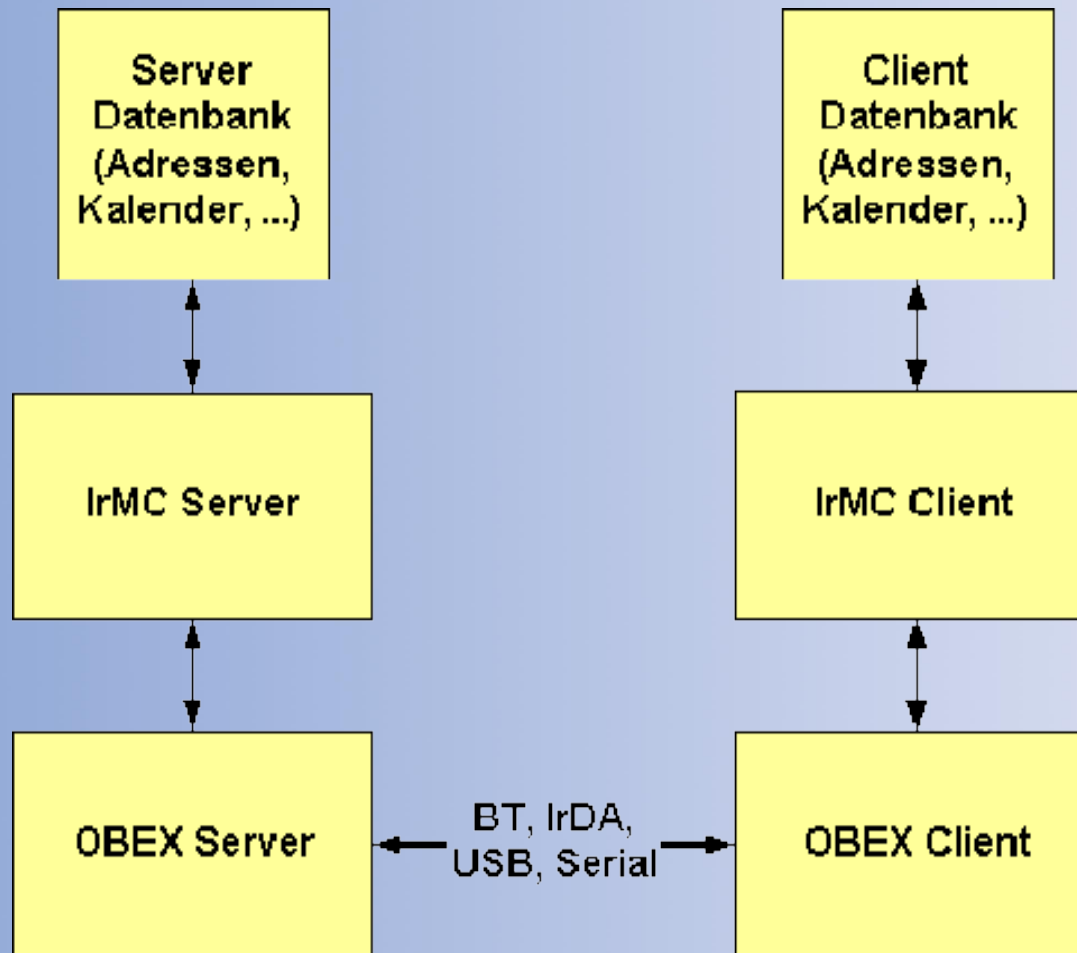 Server
Datenbank
(Adressen,
Kalender, ...)
Client
Datenbank
(Adressen,
Kalender, ...)
IrMC Server
IrMC Client
OBEX Server
BT, IrDA,
USB, Serial
OBEX Client